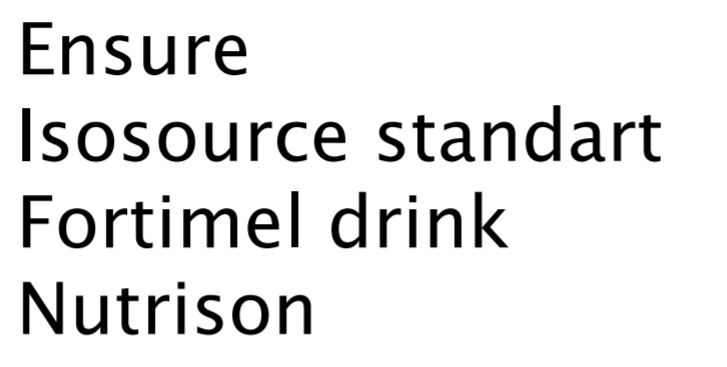 Ensure
Isosource standart
Fortimel drink
Nutrison